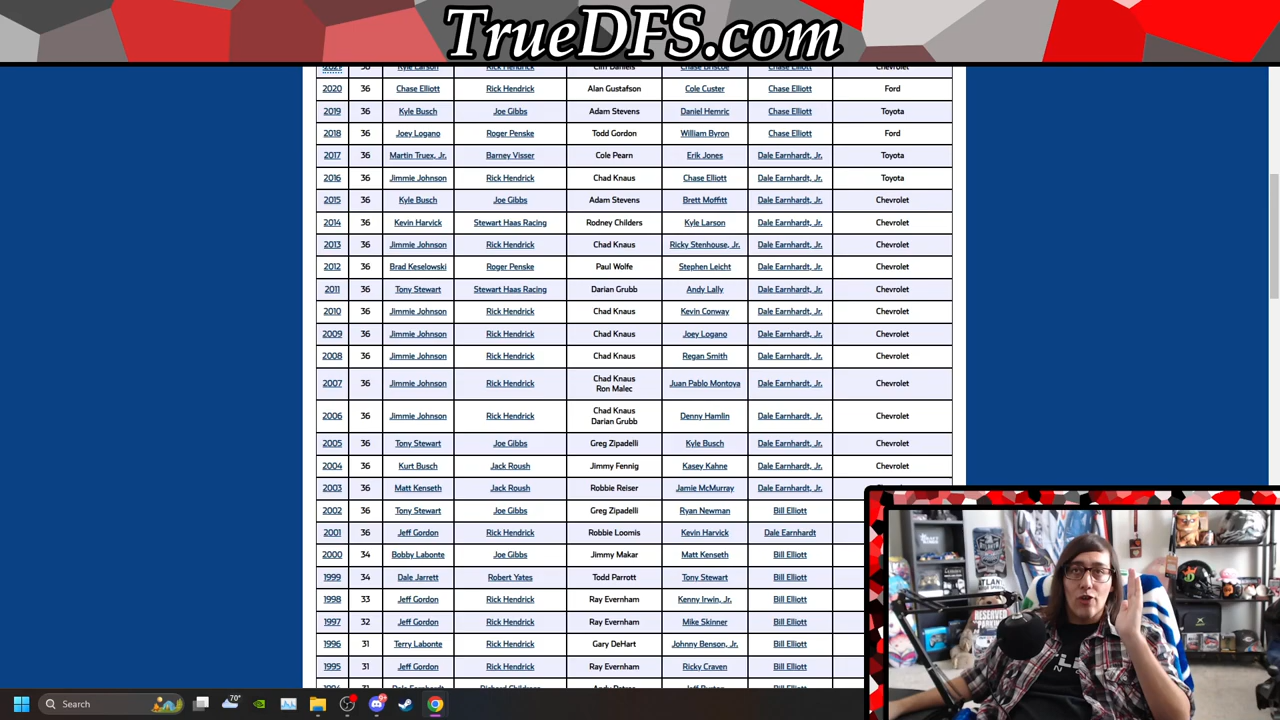 TrueDFS.com
2021 36 Kyle Larson Rick Hendrick Cliff Daniels Chase Briscoe Chase Elliott Chevrolet
2020 36 Chase Elliott Rick Hendrick Alan Gustafson Cole Custer Chase Elliott Ford
2019 36 Kyle Busch Joe Gibbs Adam Stevens Daniel Hemric Chase Elliott Toyota
2018 36 Joey Logano Roger Penske Todd Gordon William Byron Chase Elliott Ford
2017 36 Martin Truex, Jr. Barney Visser Cole Pearn Erik Jones Dale Earnhardt, Jr. Toyota
2016 36 Jimmie Johnson Rick Hendrick Chad Knaus Chase Elliott Dale Earnhardt, Jr. Toyota
2015 36 Kyle Busch Joe Gibbs Adam Stevens Brett Moffitt Dale Earnhardt, Jr. Chevrolet
2014 36 Kevin Harvick Stewart Haas Racing Rodney Childers Kyle Larson Dale Earnhardt, Jr. Chevrolet
2013 36 Jimmie Johnson Rick Hendrick Chad Knaus Ricky Stenhouse, Jr. Dale Earnhardt, Jr. Chevrolet
2012 36 Brad Keselowski Roger Penske Paul Wolfe Stephen Leicht Dale Earnhardt, Jr. Chevrolet
2011 36 Tony Stewart Stewart Haas Racing Darian Grubb Andy Lally Dale Earnhardt, Jr. Chevrolet
2010 36 Jimmie Johnson Rick Hendrick Chad Knaus Kevin Conway Dale Earnhardt, Jr. Chevrolet
2009 36 Jimmie Johnson Rick Hendrick Chad Knaus Joey Logano Dale Earnhardt, Jr. Chevrolet
2008 36 Jimmie Johnson Rick Hendrick Chad Knaus Regan Smith Dale Earnhardt, Jr. Chevrolet
2007 36 Jimmie Johnson Rick Hendrick Chad Knaus Ron Malec Juan Pablo Montoya Dale Earnhardt, Jr. Chevrolet
2006 36 Jimmie Johnson Rick Hendrick Chad Knaus Darian Grubb Denny Hamlin Dale Earnhardt, Jr. Chevrolet
2005 36 Tony Stewart Joe Gibbs Greg Zipadelli Kyle Busch Dale Earnhardt, Jr. Chevrolet
2004 36 Kurt Busch Jack Roush Jimmy Fennig Kasey Kahne Dale Earnhardt, Jr. Chevrolet
2003 36 Matt Kenseth Jack Roush Robbie Reiser Jamie McMurray Dale Earnhardt, Jr.
2002 36 Tony Stewart Joe Gibbs Greg Zipadelli Ryan Newman Bill Elliott
2001 36 Jeff Gordon Rick Hendrick Robbie Loomis Kevin Harvick Dale Earnhardt
2000 34 Bobby Labonte Joe Gibbs Jimmy Makar Matt Kenseth Bill Elliott
1999 34 Dale Jarrett Robert Yates Todd Parrott Tony Stewart Bill Elliott
1998 33 Jeff Gordon Rick Hendrick Ray Evernham Kenny Irwin, Jr. Bill Elliott
1997 32 Jeff Gordon Rick Hendrick Ray Evernham Mike Skinner Bill Elliott
1996 31 Terry Labonte Rick Hendrick Gary DeHart Johnny Benson, Jr. Bill Elliott
1995 31 Jeff Gordon Rick Hendrick Ray Evernham Ricky Craven Bill Elliott
RESERVED
PARKING
70°
Search